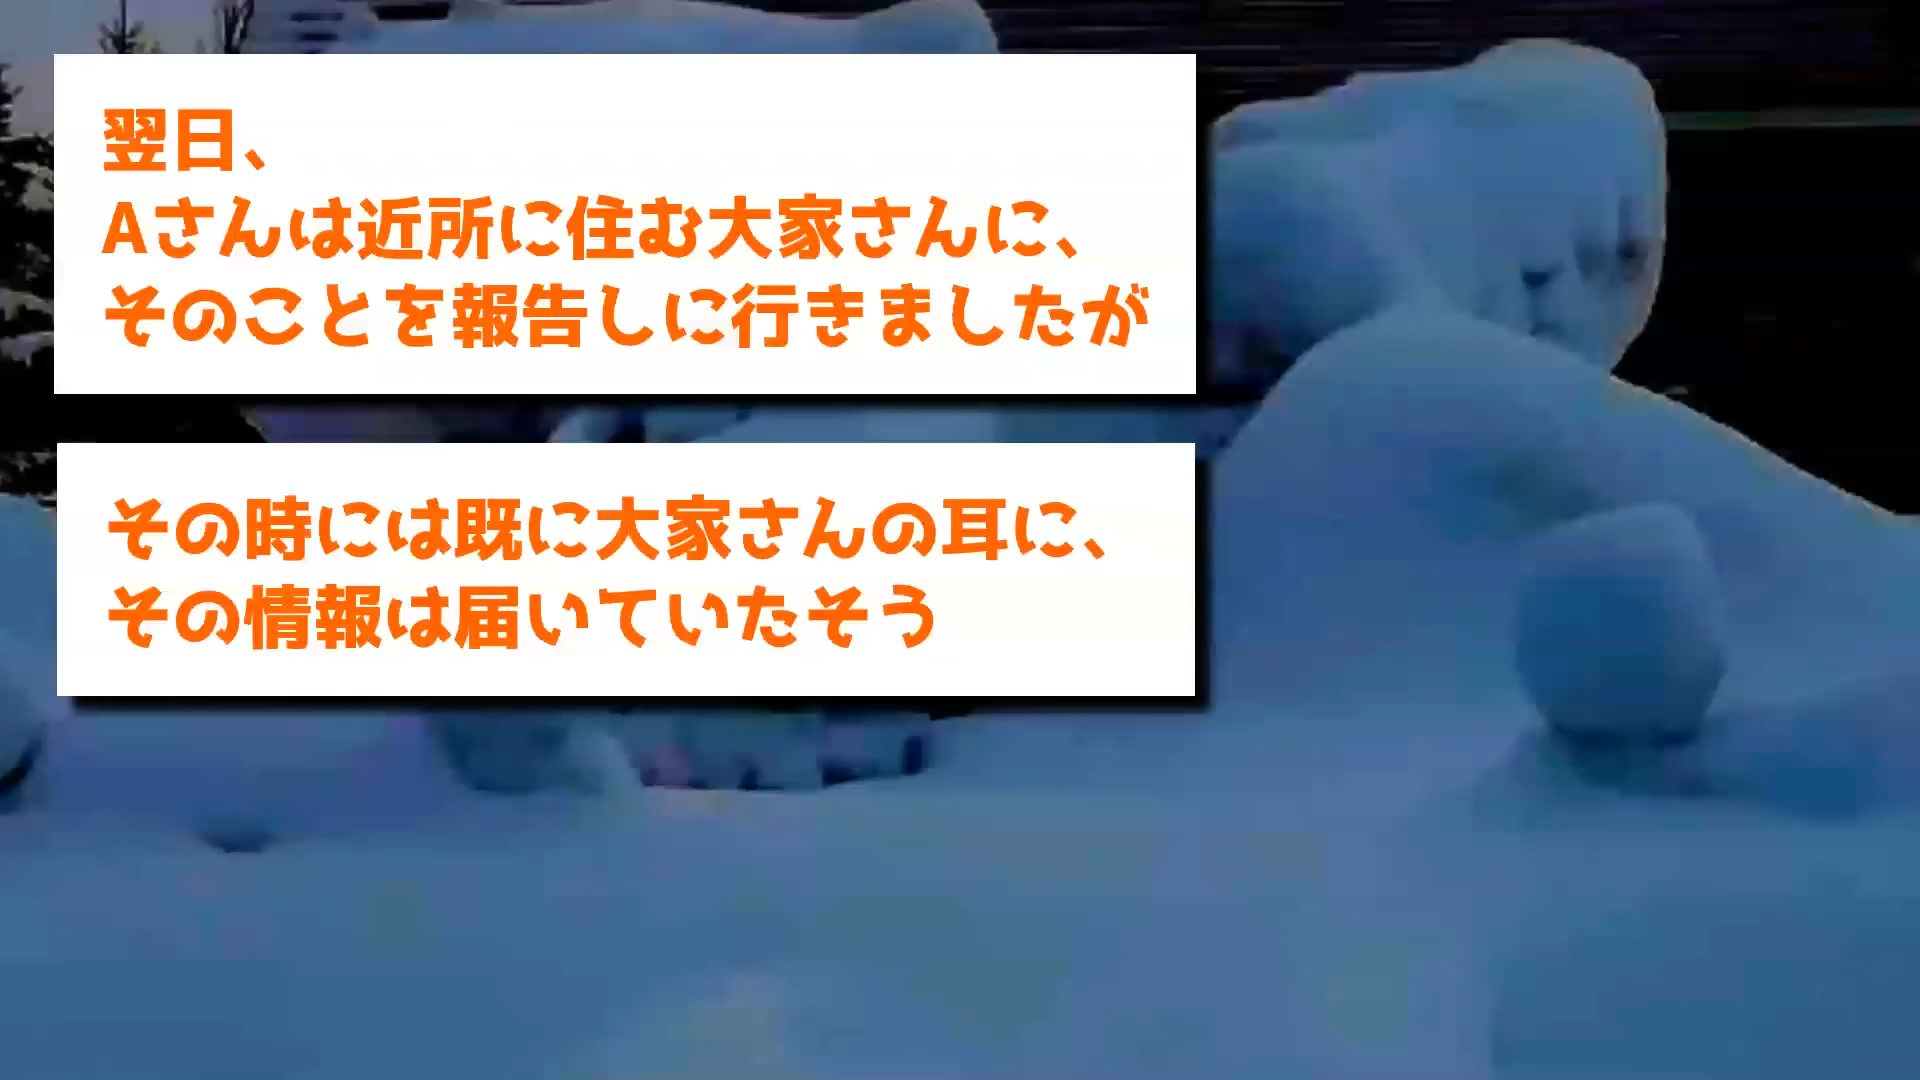 翌日、
Aさんは近所に住む大家さんに、
そのことを報告しに行きましたが
その時には既に大家さんの耳に、
その情報は届いていたそう